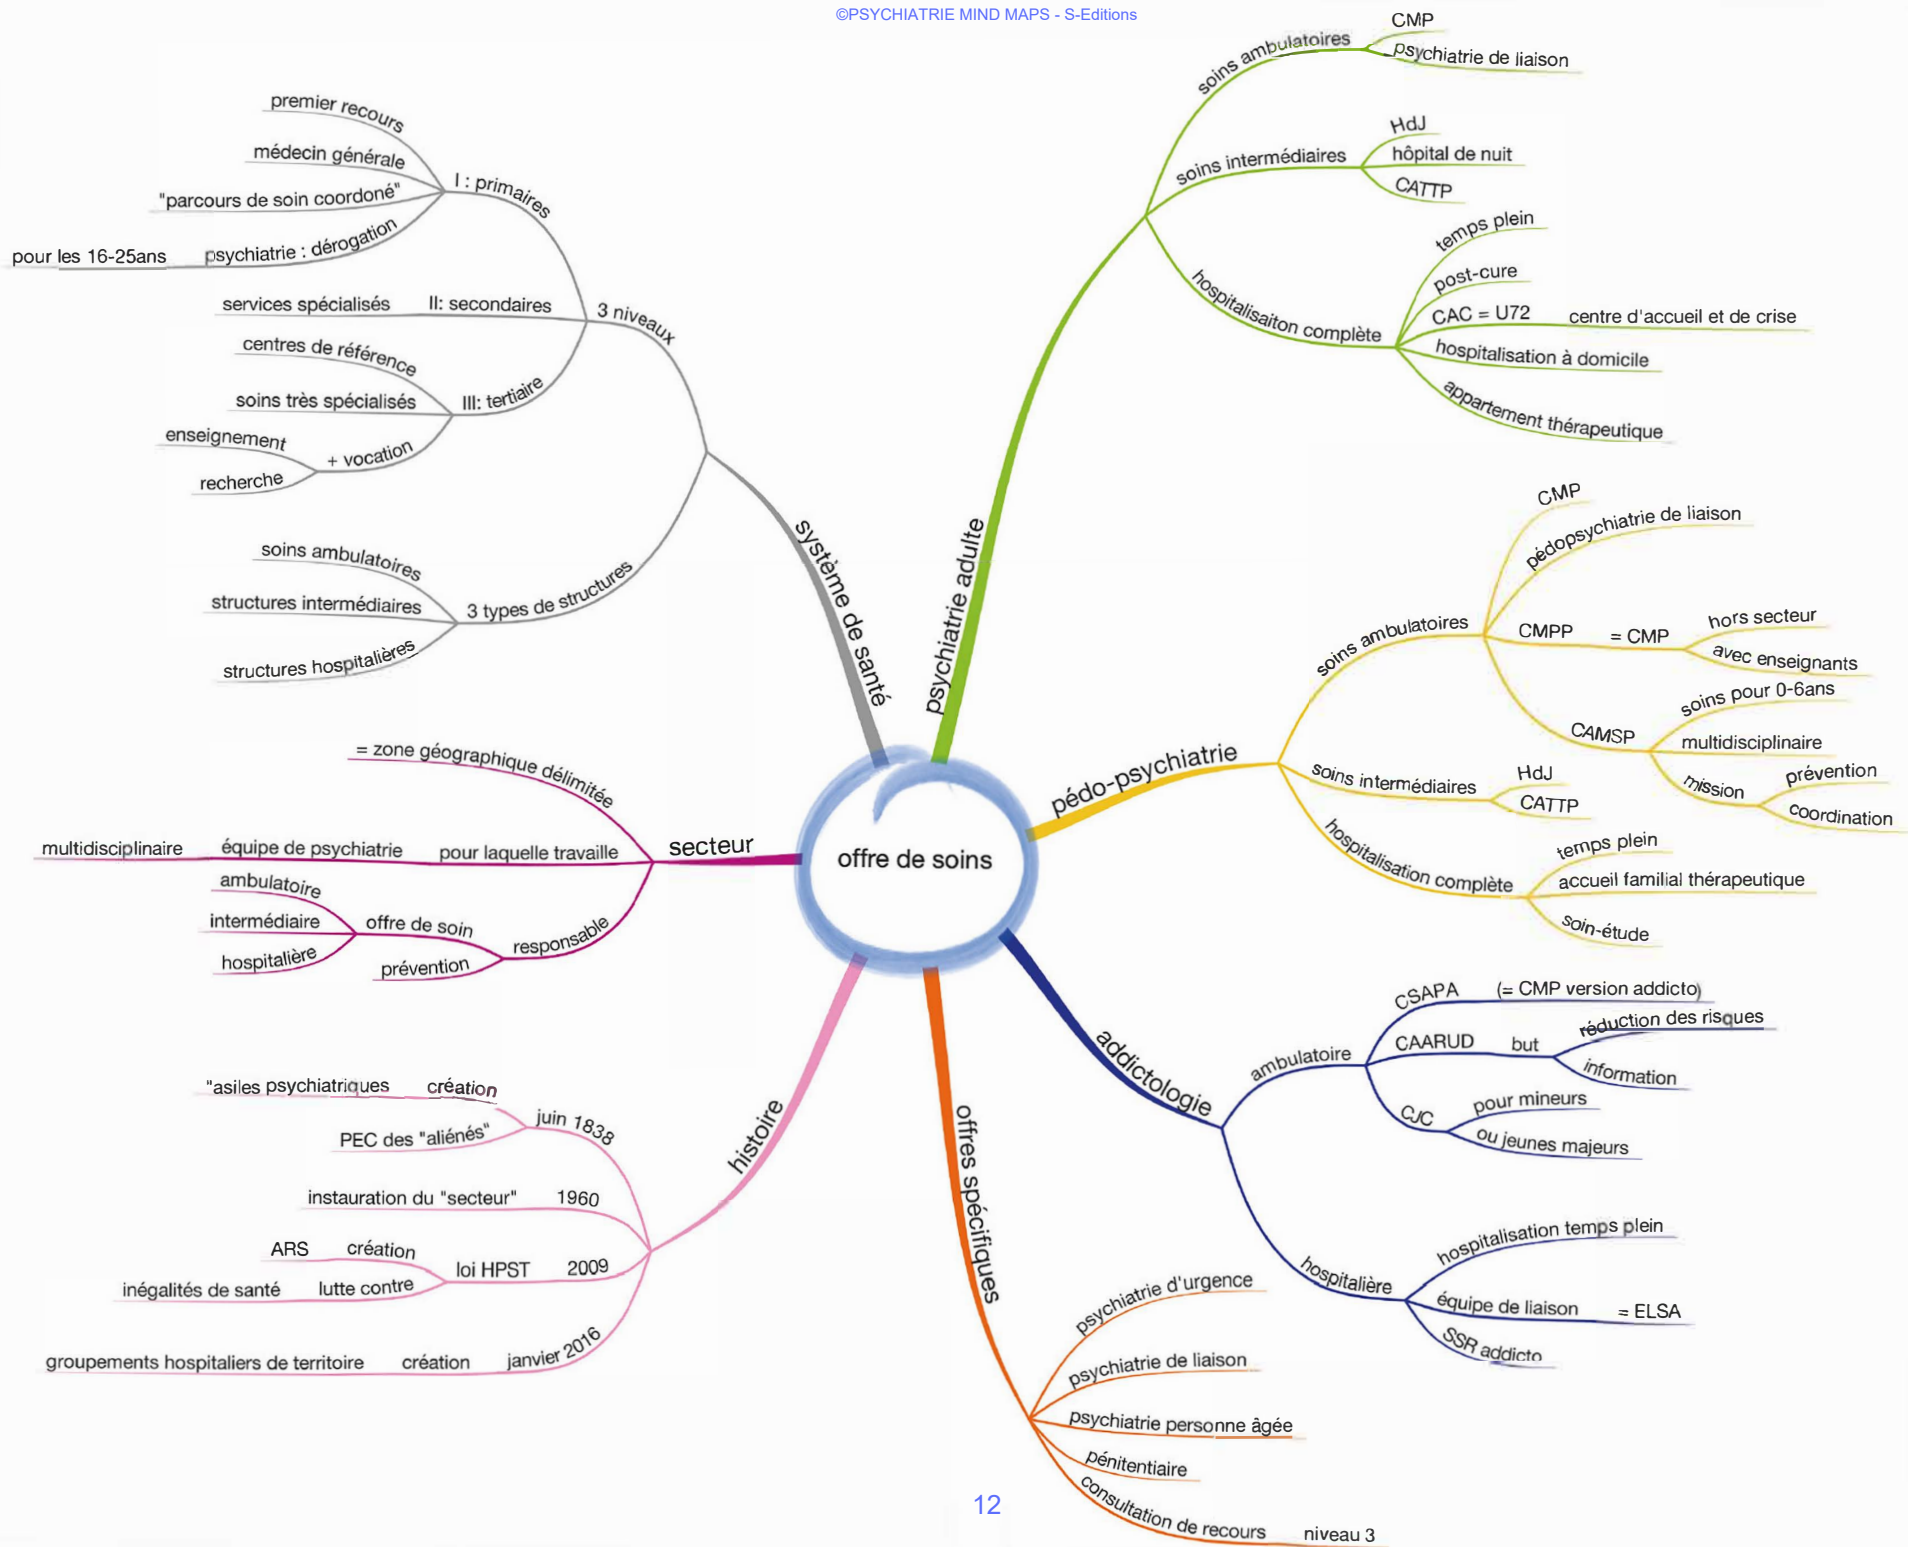 ©PSYCHIATRIE MIND MAPS - S-Editions
offre de soins
système de santé
3 niveaux
I : primaires
premier recours
médecin générale
"parcours de soin coordoné"
psychiatrie : dérogation
pour les 16-25ans
II: secondaires
services spécialisés
III: tertiaire
centres de référence
soins très spécialisés
+ vocation
enseignement
recherche
3 types de structures
soins ambulatoires
structures intermédiaires
structures hospitalières
secteur
= zone géographique délimitée
pour laquelle travaille
équipe de psychiatrie
multidisciplinaire
responsable
offre de soin
ambulatoire
intermédiaire
hospitalière
prévention
histoire
juin 1838
création
"asiles psychiatriques
PEC des "aliénés"
1960
instauration du "secteur"
2009
loi HPST
création
ARS
lutte contre
inégalités de santé
janvier 2016
création
groupements hospitaliers de territoire
psychiatrie adulte
soins ambulatoires
CMP
psychiatrie de liaison
soins intermédiaires
HdJ
hôpital de nuit
CATTP
hospitalisaiton complète
temps plein
post-cure
CAC = U72
centre d'accueil et de crise
hospitalisation à domicile
appartement thérapeutique
pédo-psychiatrie
soins ambulatoires
CMP
pédopsychiatrie de liaison
CMPP
= CMP
hors secteur
avec enseignants
CAMSP
soins pour 0-6ans
multidisciplinaire
mission
prévention
coordination
soins intermédiaires
HdJ
CATTP
hospitalisation complète
temps plein
accueil familial thérapeutique
soin-étude
addictologie
ambulatoire
CSAPA
(= CMP version addicto)
CAARUD
but
réduction des risques
information
CJC
pour mineurs
ou jeunes majeurs
hospitalière
hospitalisation temps plein
équipe de liaison
= ELSA
SSR addicto
offres spécifiques
psychiatrie d'urgence
psychiatrie de liaison
psychiatrie personne âgée
pénitentiaire
consultation de recours
niveau 3
12